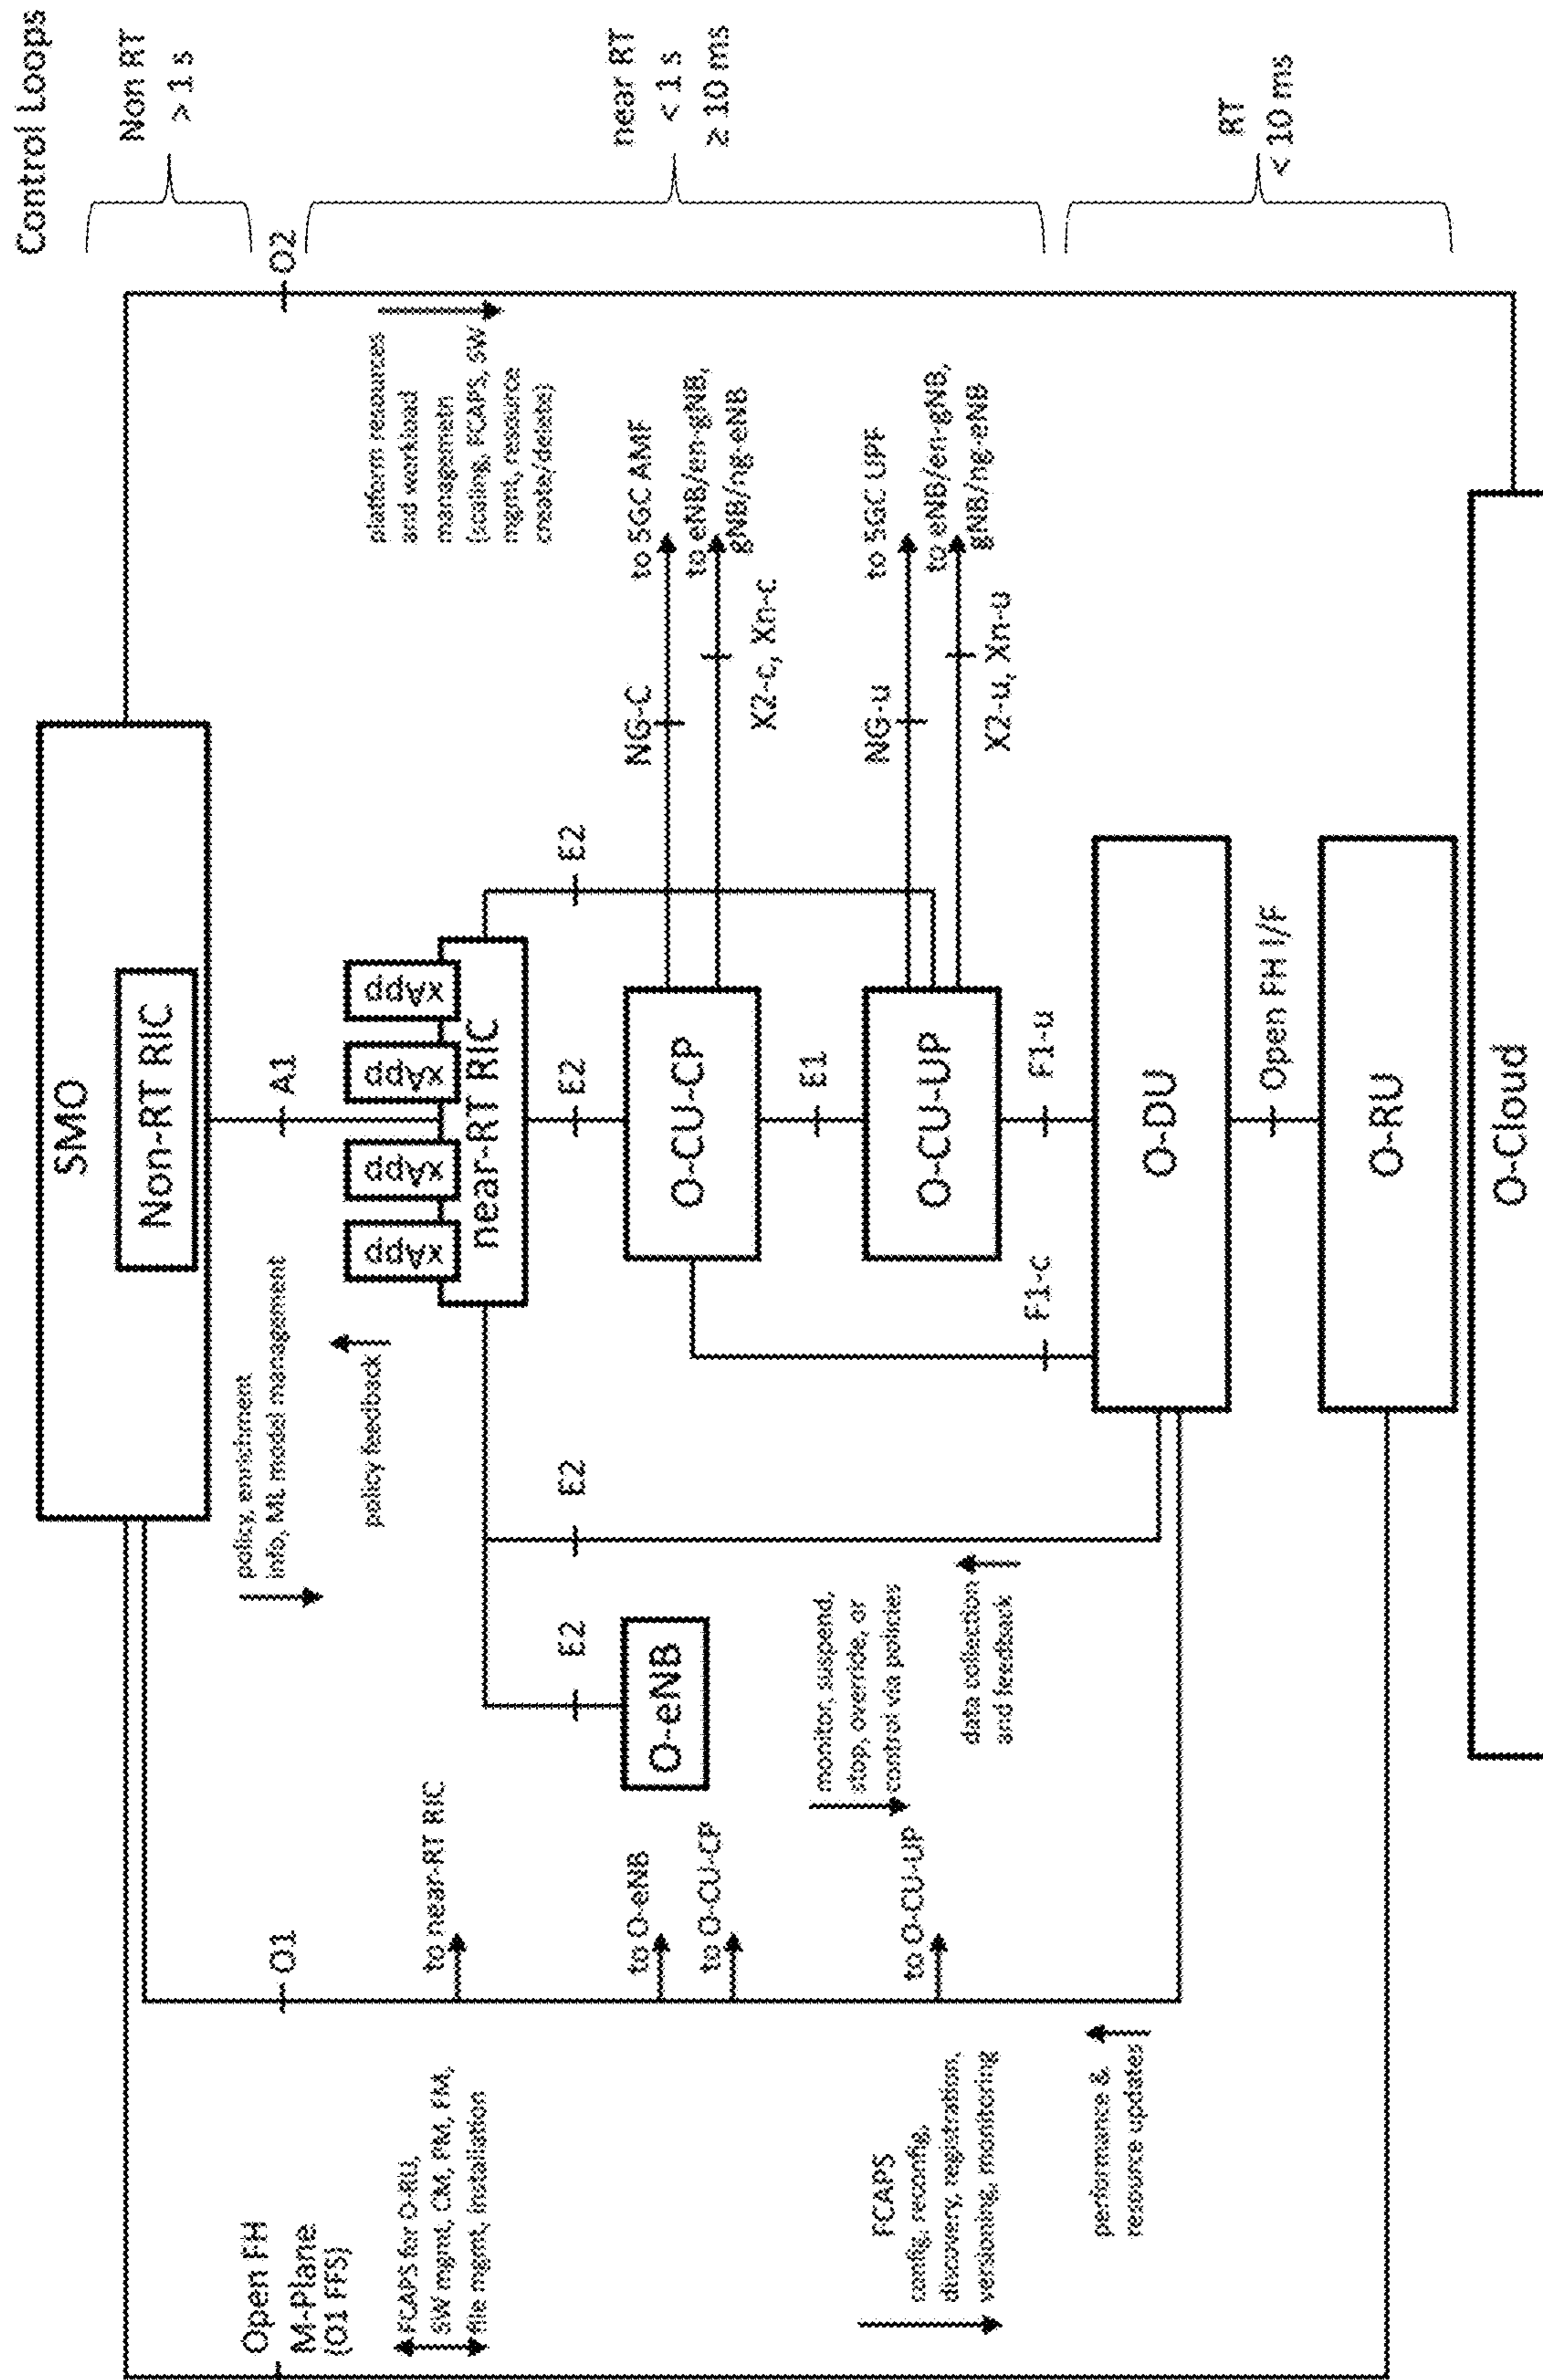 Control Loops
Non RT
> 1 s
near RT
< 1 s
≥ 10 ms
RT
< 10 ms
SMO
Non-RT RIC
O2
platform resources
and workload
managemetn
(scaling, FCAPS, SW
mgmt, resource
create/delete)
A1
policy, enrichment
info, ML model management
policy feedback
xApp
xApp
xApp
xApp
near-RT RIC
E2
E2
E2
E2
O-eNB
O-CU-CP
NG-C
to 5GC AMF
to eNB/en-gNB,
gNB/ng-eNB
X2-c, Xn-c
E1
O-CU-UP
NG-u
to 5GC UPF
to eNB/en-gNB,
gNB/ng-eNB
X2-u, Xn-u
monitor, suspend,
stop, override, or
control via policies
data collection
and feedback
F1-c
F1-u
O-DU
Open FH I/F
O-RU
O-Cloud
O1
to near-RT RIC
to O-eNB
to O-CU-CP
to O-CU-UP
Open FH
M-Plane
(O1 FFS)
FCAPS for O-RU,
SW mgmt, CM, PM, FM,
file mgmt, installation
FCAPS
config, reconfig,
discovery, registration,
versioning, monitoring
performance &
resource updates